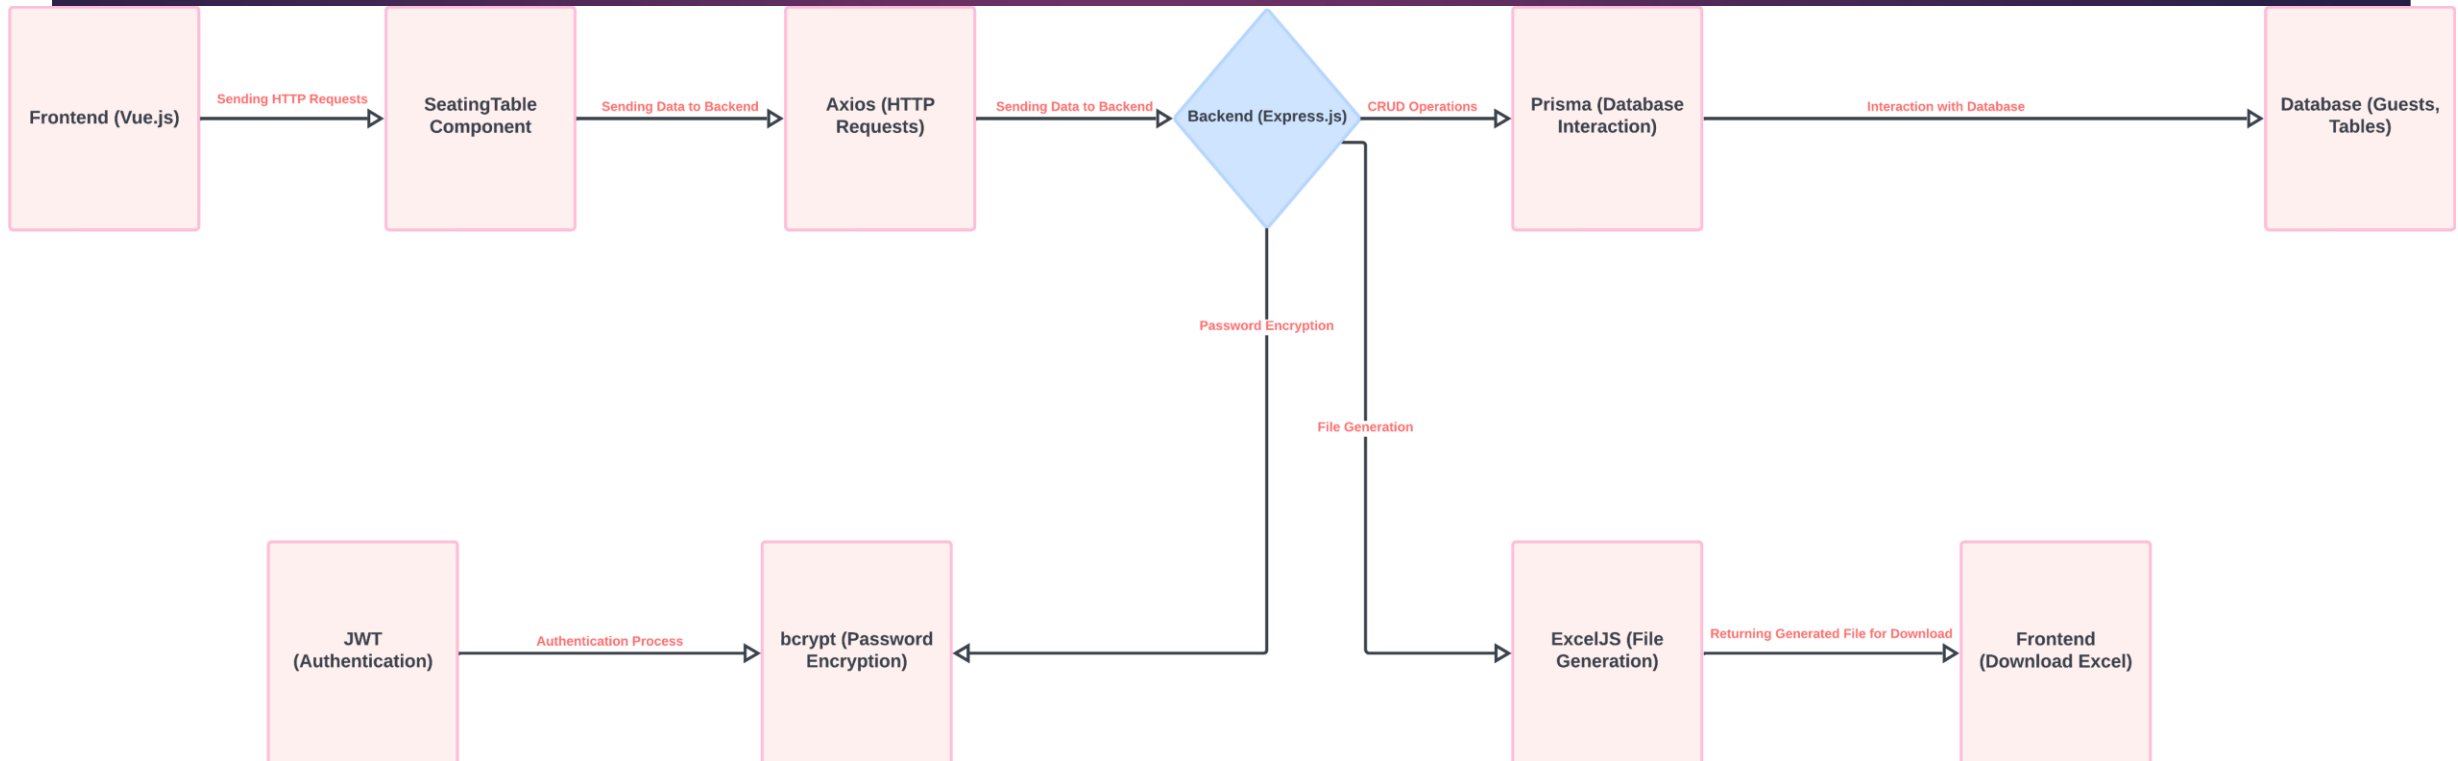 Frontend (Vue.js)
Sending HTTP Requests
SeatingTable
Component
Sending Data to Backend
Axios (HTTP
Requests)
Sending Data to Backend
Backend (Express.js)
CRUD Operations
Prisma (Database
Interaction)
Interaction with Database
Database (Guests,
Tables)
Password Encryption
File Generation
JWT
(Authentication)
Authentication Process
bcrypt (Password
Encryption)
ExcelJS (File
Generation)
Returning Generated File for Download
Frontend
(Download Excel)